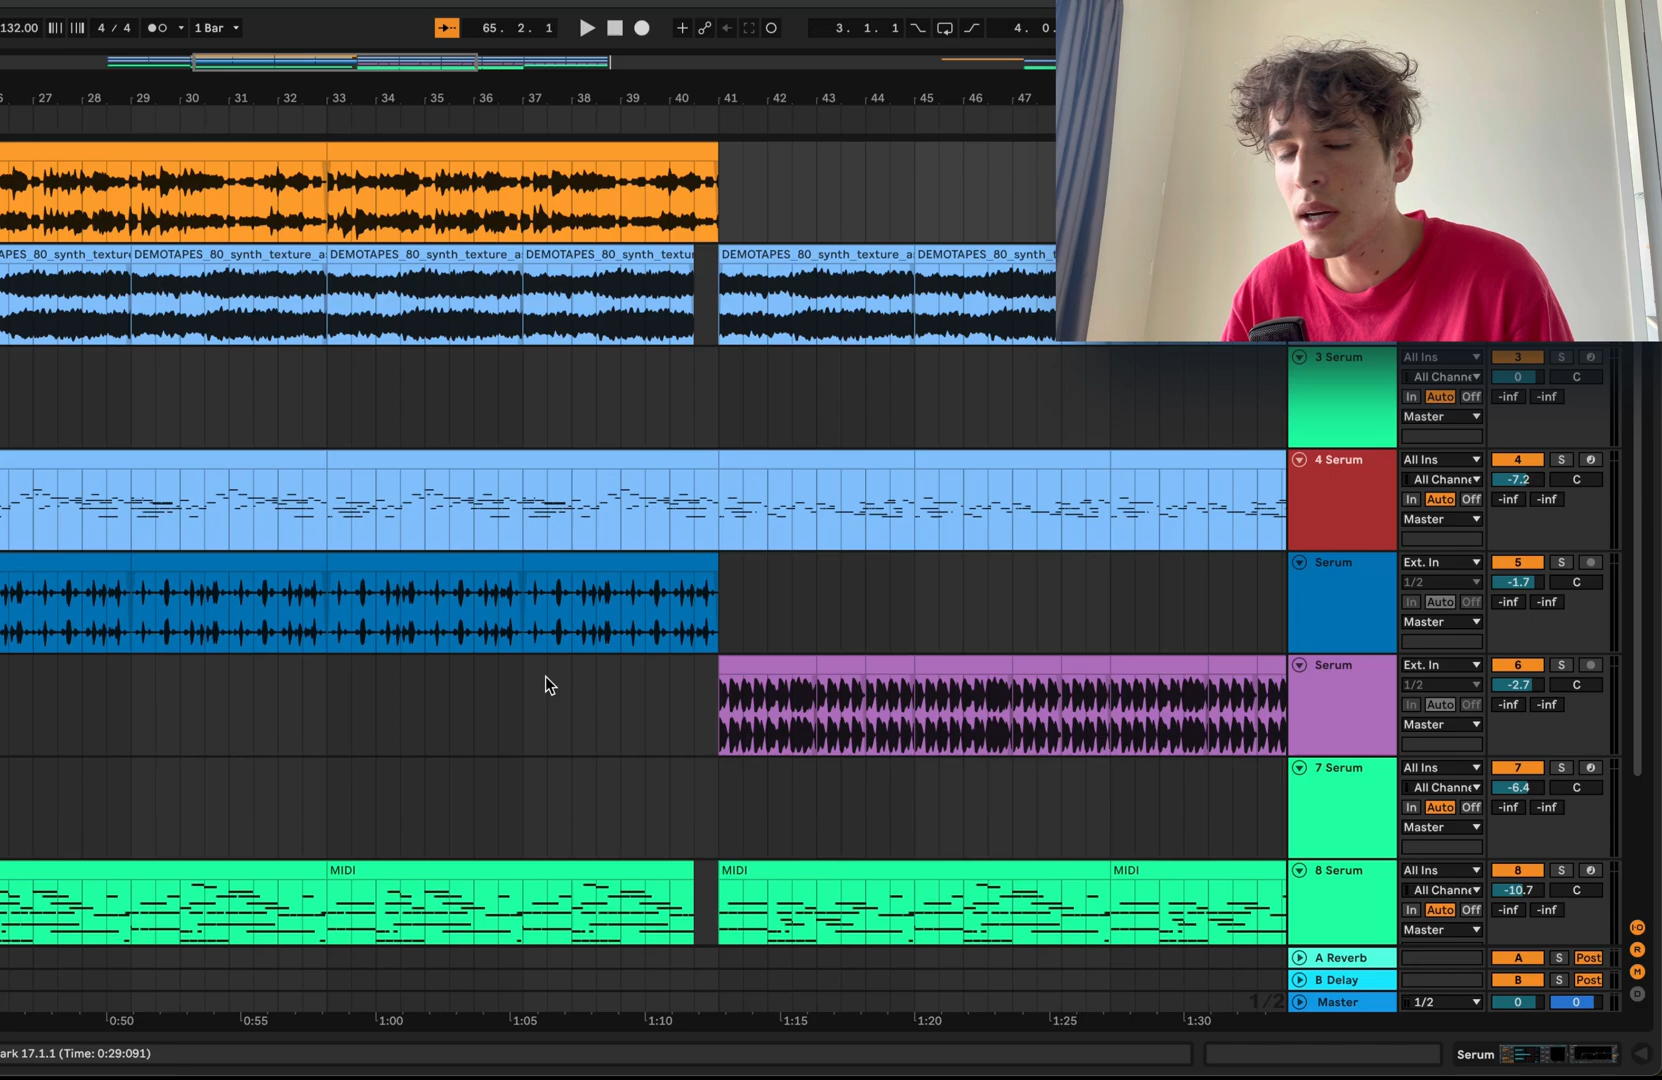 132.00 4 / 4 1 Bar 65. 2. 1 3. 1. 1 4. 0.
27 28 29 30 31 32 33 34 35 36 37 38 39 40 41 42 43 44 45 46 47
APES_80_synth_texture DEMOTAPES_80_synth_texture_a DEMOTAPES_80_synth_texture_a DEMOTAPES_80_synth_textur DEMOTAPES_80_synth_texture_a DEMOTAPES_80_synth_t
3 Serum All Ins 3 S
All Channe 0 C
In Auto Off -inf -inf
Master
4 Serum All Ins 4 S
All Channe -7.2 C
In Auto Off -inf -inf
Master
Serum Ext. In 5 S
1/2 -1.7 C
In Auto Off -inf -inf
Master
Serum Ext. In 6 S
1/2 -2.7 C
In Auto Off -inf -inf
Master
7 Serum All Ins 7 S
All Channe -6.4 C
In Auto Off -inf -inf
Master
MIDI MIDI MIDI 8 Serum All Ins 8 S
All Channe -10.7 C
In Auto Off -inf -inf
Master
A Reverb A S Post
B Delay B S Post
1/2 Master 1/2 0 0
I·O
R
M
D
0:50 0:55 1:00 1:05 1:10 1:15 1:20 1:25 1:30
ark 17.1.1 (Time: 0:29:091) Serum